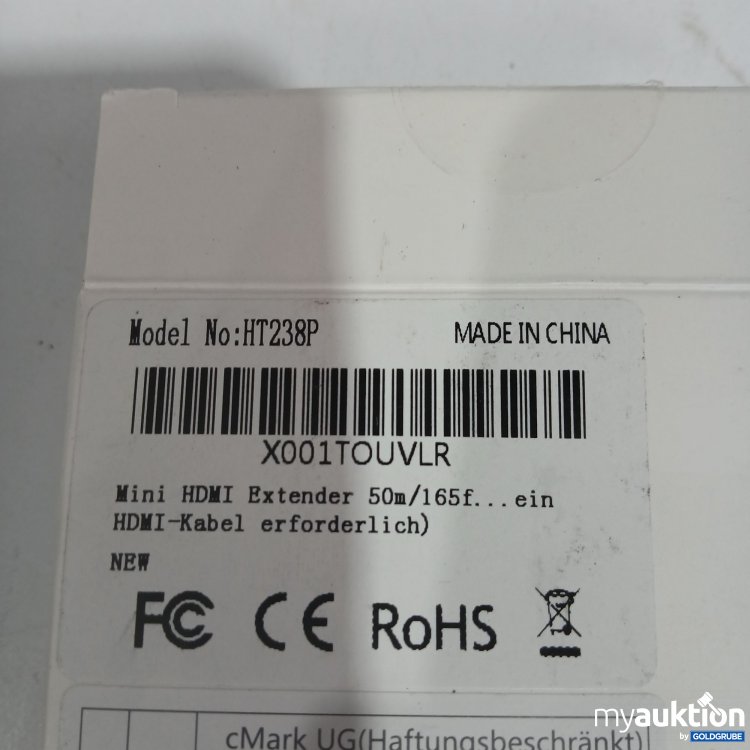 Model No:HT238P MADE IN CHINA
X001TOUVLR
Mini HDMI Extender 50m/165f...ein
HDMI-Kabel erforderlich)
NEW
FC CE RoHS
cMark UG(Haftungsbeschränkt)
myauktion
by GOLDGRUBE